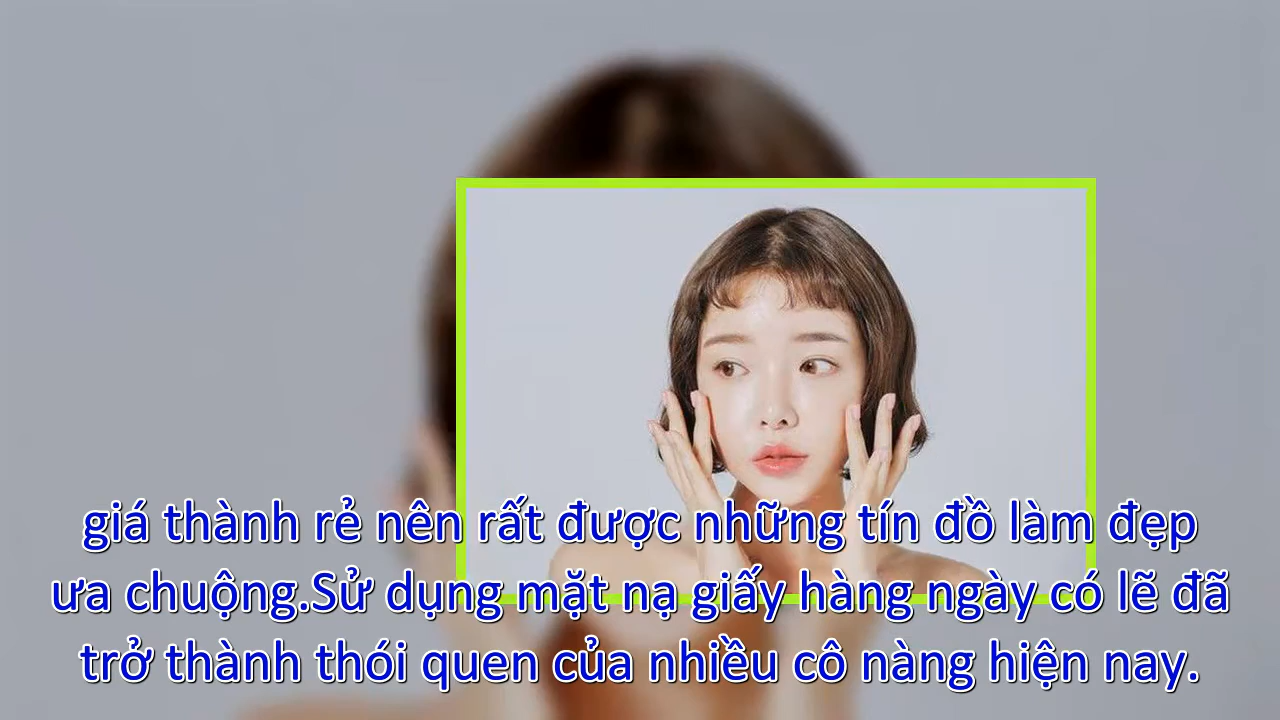 giá thành rẻ nên rất được những tín đồ làm đẹp
ưa chuộng.Sử dụng mặt nạ giấy hàng ngày có lẽ đã
trở thành thói quen của nhiều cô nàng hiện nay.